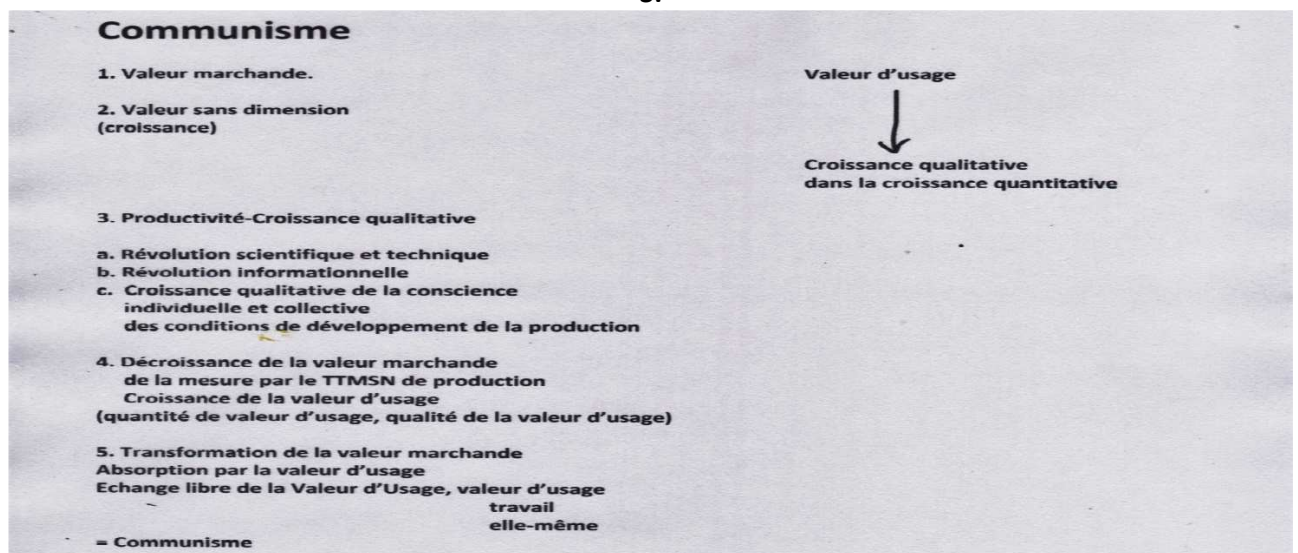 Communisme
1. Valeur marchande.
Valeur d’usage
2. Valeur sans dimension
(croissance)
Croissance qualitative
dans la croissance quantitative
3. Productivité-Croissance qualitative
a. Révolution scientifique et technique
b. Révolution informationnelle
c. Croissance qualitative de la conscience
individuelle et collective
des conditions de développement de la production
4. Décroissance de la valeur marchande
de la mesure par le TTMSN de production
Croissance de la valeur d’usage
(quantité de valeur d’usage, qualité de la valeur d’usage)
5. Transformation de la valeur marchande
Absorption par la valeur d’usage
Echange libre de la Valeur d’Usage, valeur d’usage
travail
elle-même
= Communisme